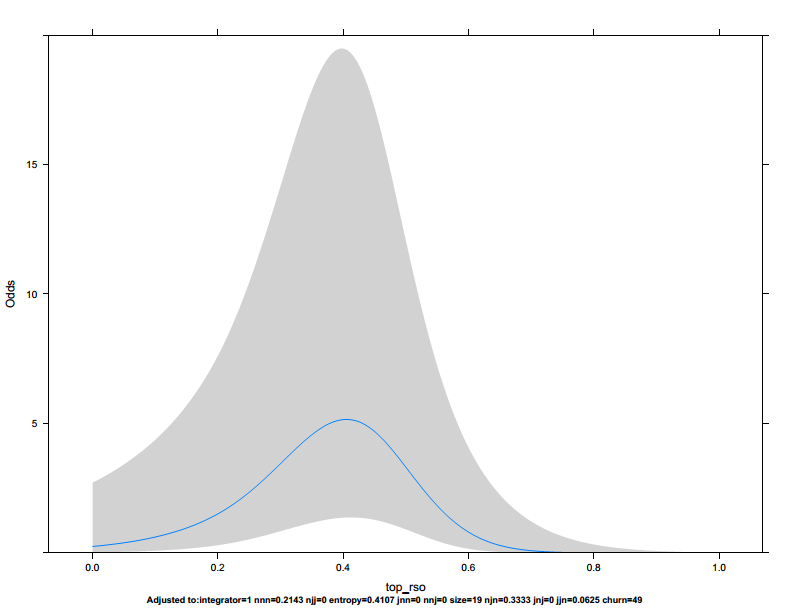 Odds
15
10
5
0.0 0.2 0.4 0.6 0.8 1.0
top_rso
Adjusted to:integrator=1 nnn=0.2143 njj=0 entropy=0.4107 jnn=0 nnj=0 size=19 njn=0.3333 jnj=0 jjn=0.0625 churn=49